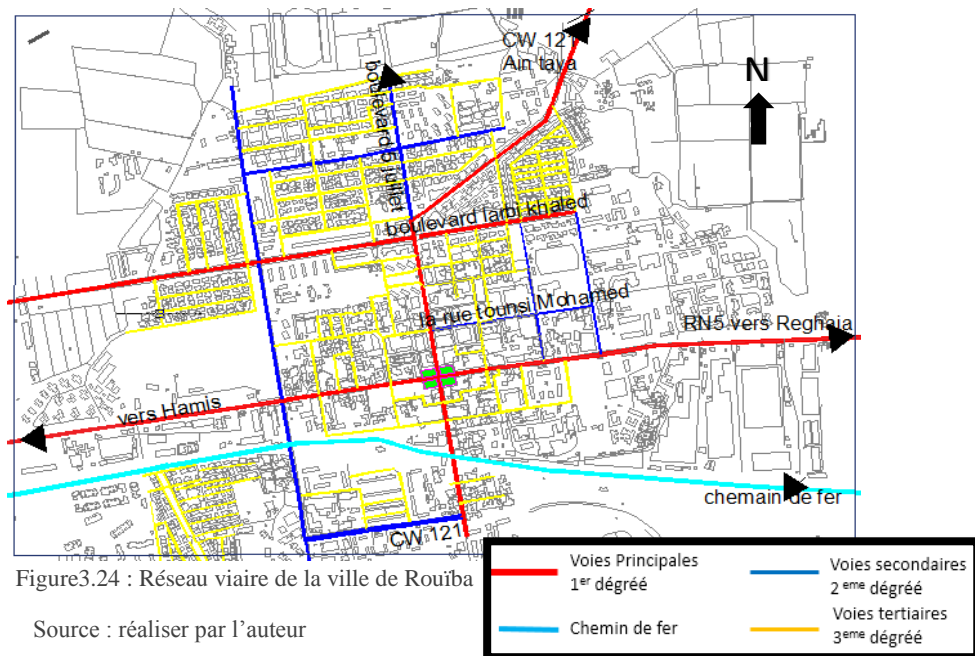 CW 121
Ain taya
N
boulevard 5 juillet
boulevard larbi khaled
la rue tounsi Mohamed
RN5 vers Reghaia
vers Hamis
chemain de fer
CW 121
Figure3.24 : Réseau viaire de la ville de Rouïba
Source : réaliser par l’auteur
Voies Principales
1er dégréé
Voies secondaires
2 eme dégréé
Chemin de fer
Voies tertiaires
3eme dégréé